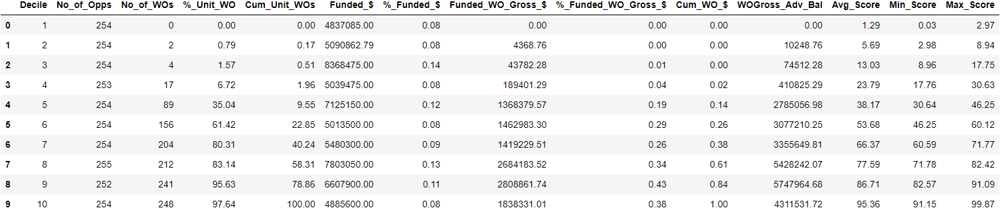 Decile No_of_Opps No_of_WOs %_Unit_WO Cum_Unit_WOs Funded_$ %_Funded_$ Funded_WO_Gross_$ %_Funded_WO_Gross_$ Cum_WO_$ WOGross_Adv_Bal Avg_Score Min_Score Max_Score
0 1 254 0 0.00 0.00 4837085.00 0.08 0.00 0.00 0.00 0.00 1.29 0.03 2.97
1 2 254 2 0.79 0.17 5090862.79 0.08 4368.76 0.00 0.00 10248.76 5.69 2.98 8.94
2 3 254 4 1.57 0.51 8368475.00 0.14 43782.28 0.01 0.00 74512.28 13.03 8.96 17.75
3 4 253 17 6.72 1.96 5039475.00 0.08 189401.29 0.04 0.02 410825.29 23.79 17.76 30.63
4 5 254 89 35.04 9.55 7125150.00 0.12 1368379.57 0.19 0.14 2785056.98 38.17 30.64 46.25
5 6 254 156 61.42 22.85 5013500.00 0.08 1462983.30 0.29 0.26 3077210.25 53.68 46.25 60.12
6 7 254 204 80.31 40.24 5480300.00 0.09 1419229.51 0.26 0.38 3355649.81 66.37 60.59 71.77
7 8 255 212 83.14 58.31 7803050.00 0.13 2684183.52 0.34 0.61 5428242.07 77.59 71.78 82.42
8 9 252 241 95.63 78.86 6607900.00 0.11 2808861.74 0.43 0.84 5747964.68 86.71 82.57 91.09
9 10 254 248 97.64 100.00 4885600.00 0.08 1838331.01 0.38 1.00 4311531.72 95.36 91.15 99.87